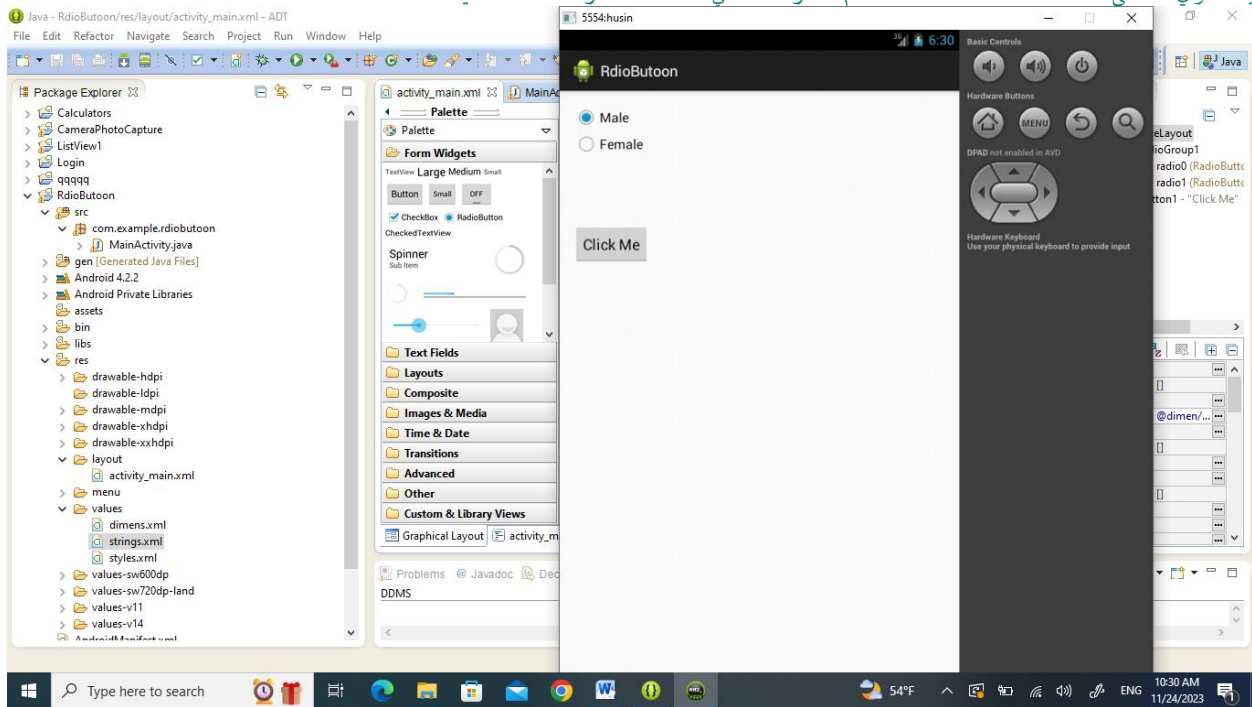 Java - RdioButoon/res/layout/activity_main.xml - ADT
File Edit Refactor Navigate Search Project Run Window Help
Java
Package Explorer
Calculators
CameraPhotoCapture
ListView1
Login
qqqqq
RdioButoon
src
com.example.rdiobutoon
MainActivity.java
gen [Generated Java Files]
Android 4.2.2
Android Private Libraries
assets
bin
libs
res
drawable-hdpi
drawable-ldpi
drawable-mdpi
drawable-xhdpi
drawable-xxhdpi
layout
activity_main.xml
menu
values
dimens.xml
strings.xml
styles.xml
values-sw600dp
values-sw720dp-land
values-v11
values-v14
AndroidManifest.xml
activity_main.xml
Palette
Palette
Form Widgets
TextView Large Medium Small
Button Small OFF
CheckBox RadioButton
CheckedTextView
Spinner
Sub Item
Text Fields
Layouts
Composite
Images & Media
Time & Date
Transitions
Advanced
Other
Custom & Library Views
Graphical Layout activity_m
Problems @ Javadoc Dec
DDMS
5554:husin
3G 6:30
RdioButoon
Male
Female
Click Me
Basic Controls
Hardware Buttons
MENU
DPAD not enabled in AVD
Hardware Keyboard
Use your physical keyboard to provide input
eLayout
ioGroup1
radio0 (RadioButto
radio1 (RadioButto
tton1 - "Click Me"
[]
@dimen/...
[]
[]
Type here to search
54°F
ENG
10:30 AM
11/24/2023